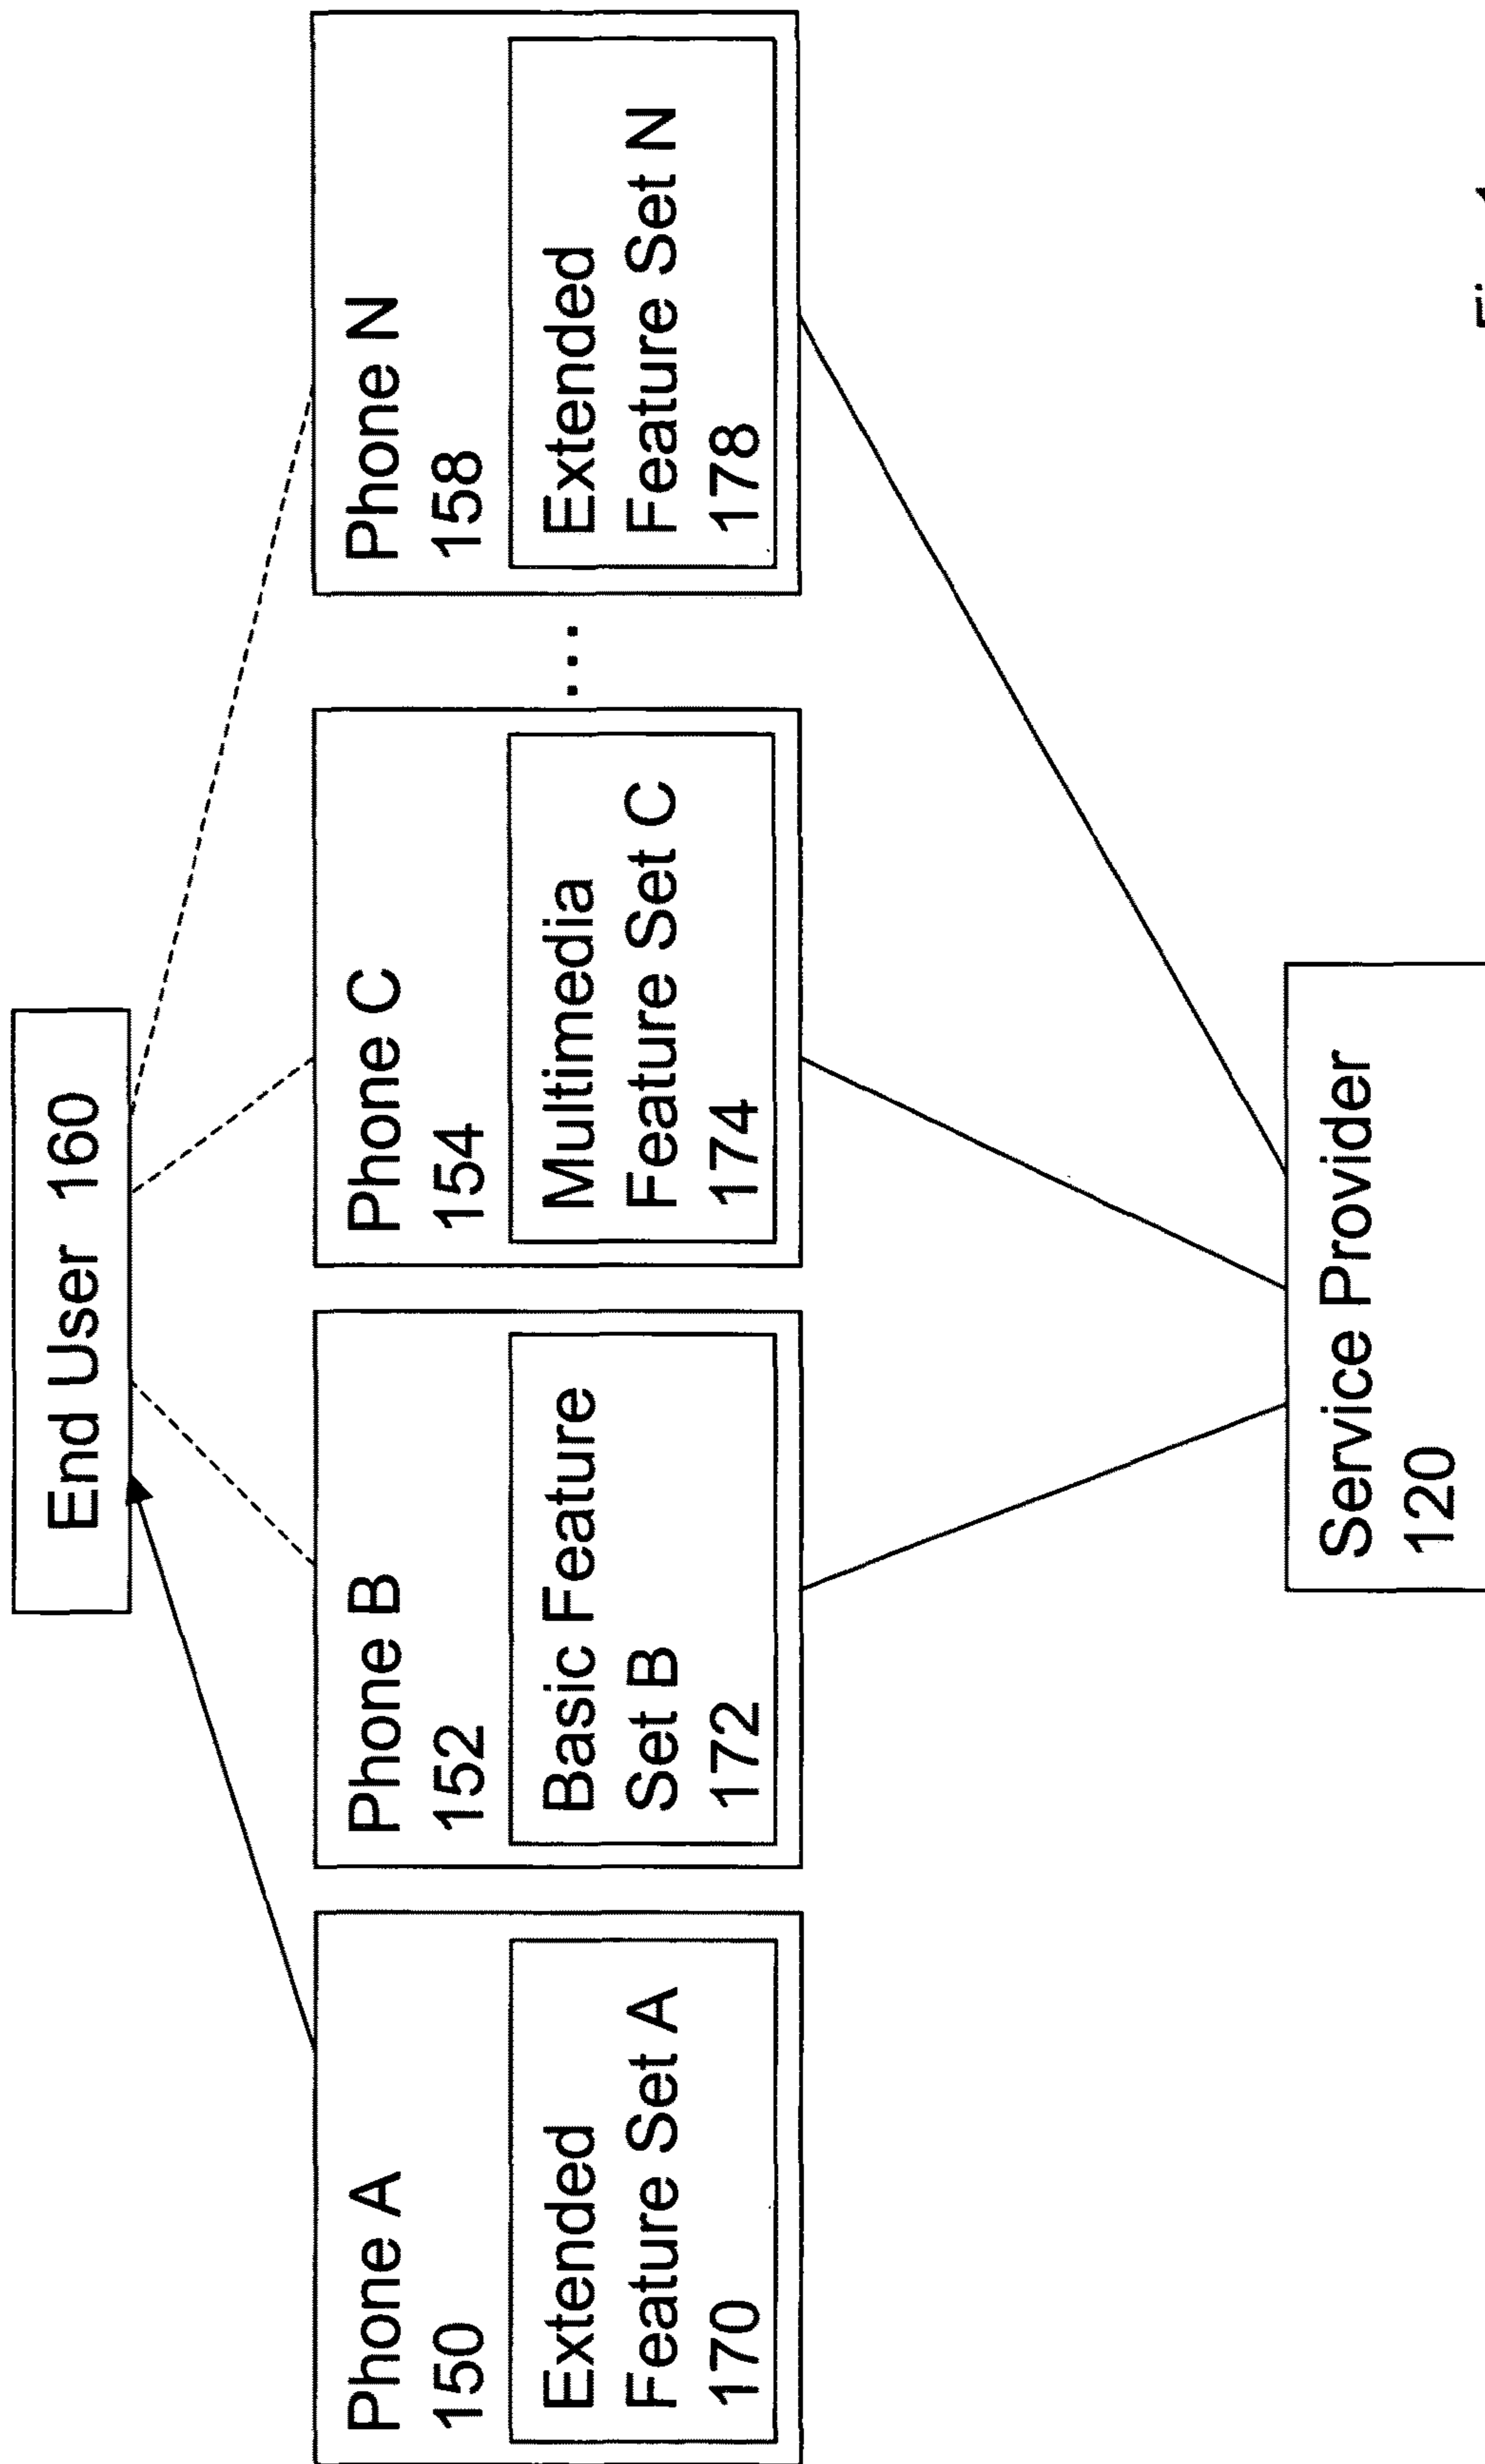 End User 160
Phone A
150
Extended
Feature Set A
170
Phone B
152
Basic Feature
Set B
172
Phone C
154
Multimedia
Feature Set C
174
...
Phone N
158
Extended
Feature Set N
178
Service Provider
120